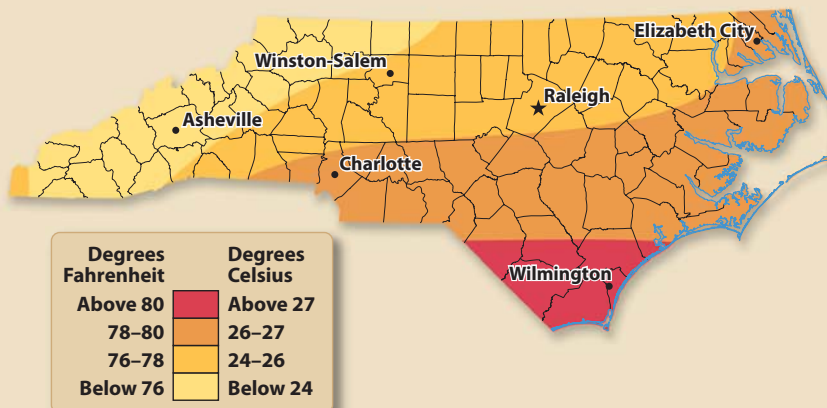 Elizabeth City
Winston-Salem
Raleigh
Asheville
Charlotte
Wilmington
Degrees Fahrenheit Degrees Celsius
Above 80 Above 27
78–80 26–27
76–78 24–26
Below 76 Below 24